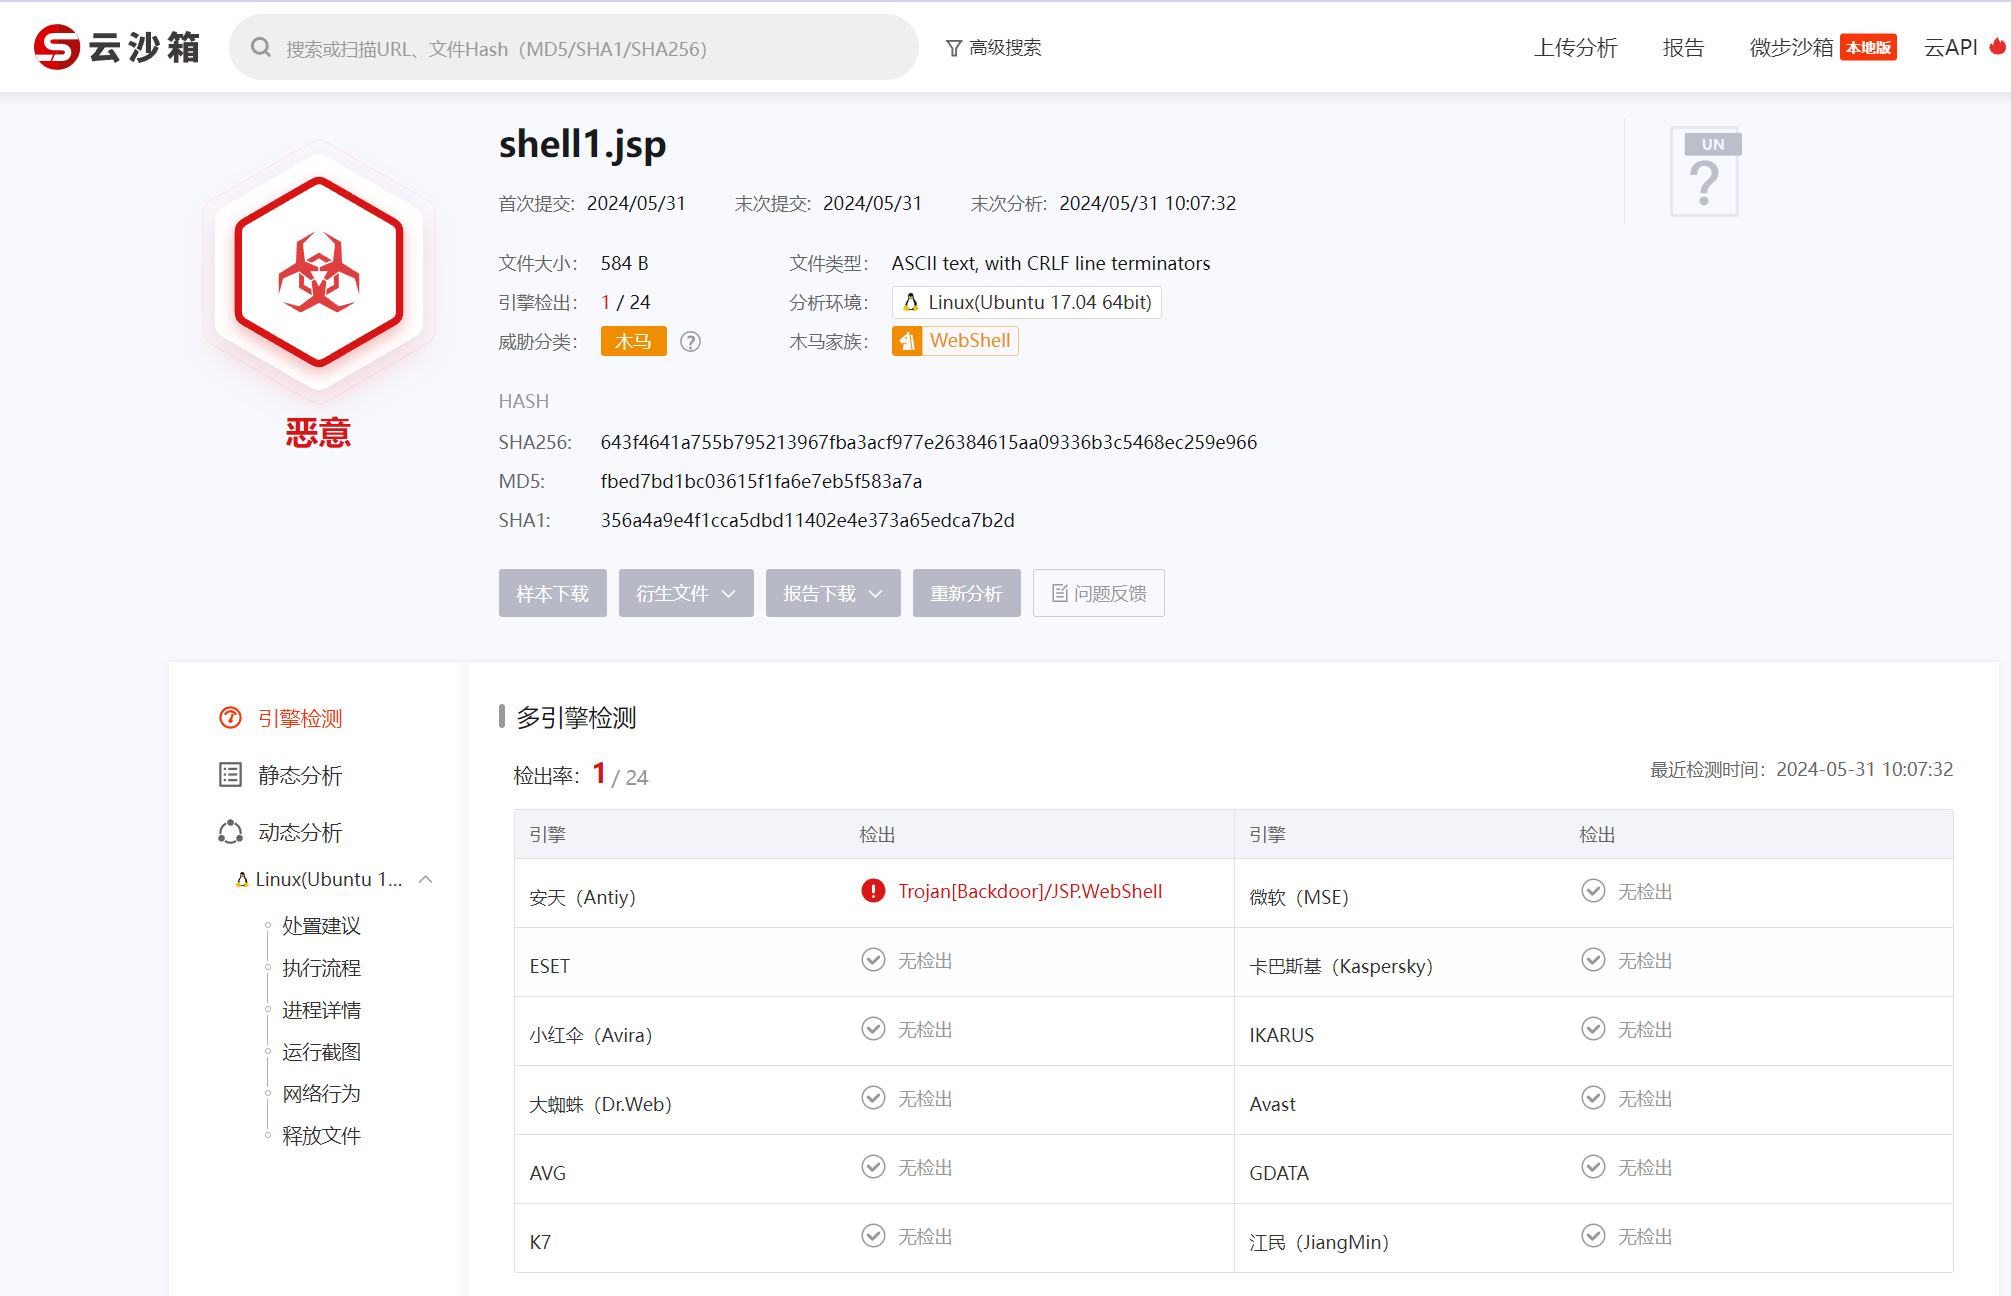 云沙箱
搜索或扫描URL、文件Hash（MD5/SHA1/SHA256）
高级搜索
上传分析
报告
微步沙箱 本地版
云API
shell1.jsp
首次提交: 2024/05/31 末次提交: 2024/05/31 末次分析: 2024/05/31 10:07:32
UN
?
文件大小: 584 B 文件类型: ASCII text, with CRLF line terminators
引擎检出: 1 / 24 分析环境: Linux(Ubuntu 17.04 64bit)
威胁分类: 木马 ? 木马家族: WebShell
恶意
HASH
SHA256: 643f4641a755b795213967fba3acf977e26384615aa09336b3c5468ec259e966
MD5: fbed7bd1bc03615f1fa6e7eb5f583a7a
SHA1: 356a4a9e4f1cca5dbd11402e4e373a65edca7b2d
样本下载 衍生文件 报告下载 重新分析 问题反馈
引擎检测
静态分析
动态分析
Linux(Ubuntu 1...
处置建议
执行流程
进程详情
运行截图
网络行为
释放文件
多引擎检测
检出率: 1 / 24
最近检测时间: 2024-05-31 10:07:32
引擎 检出 引擎 检出
安天（Antiy） Trojan[Backdoor]/JSP.WebShell 微软（MSE） 无检出
ESET 无检出 卡巴斯基（Kaspersky） 无检出
小红伞（Avira） 无检出 IKARUS 无检出
大蜘蛛（Dr.Web） 无检出 Avast 无检出
AVG 无检出 GDATA 无检出
K7 无检出 江民（JiangMin） 无检出